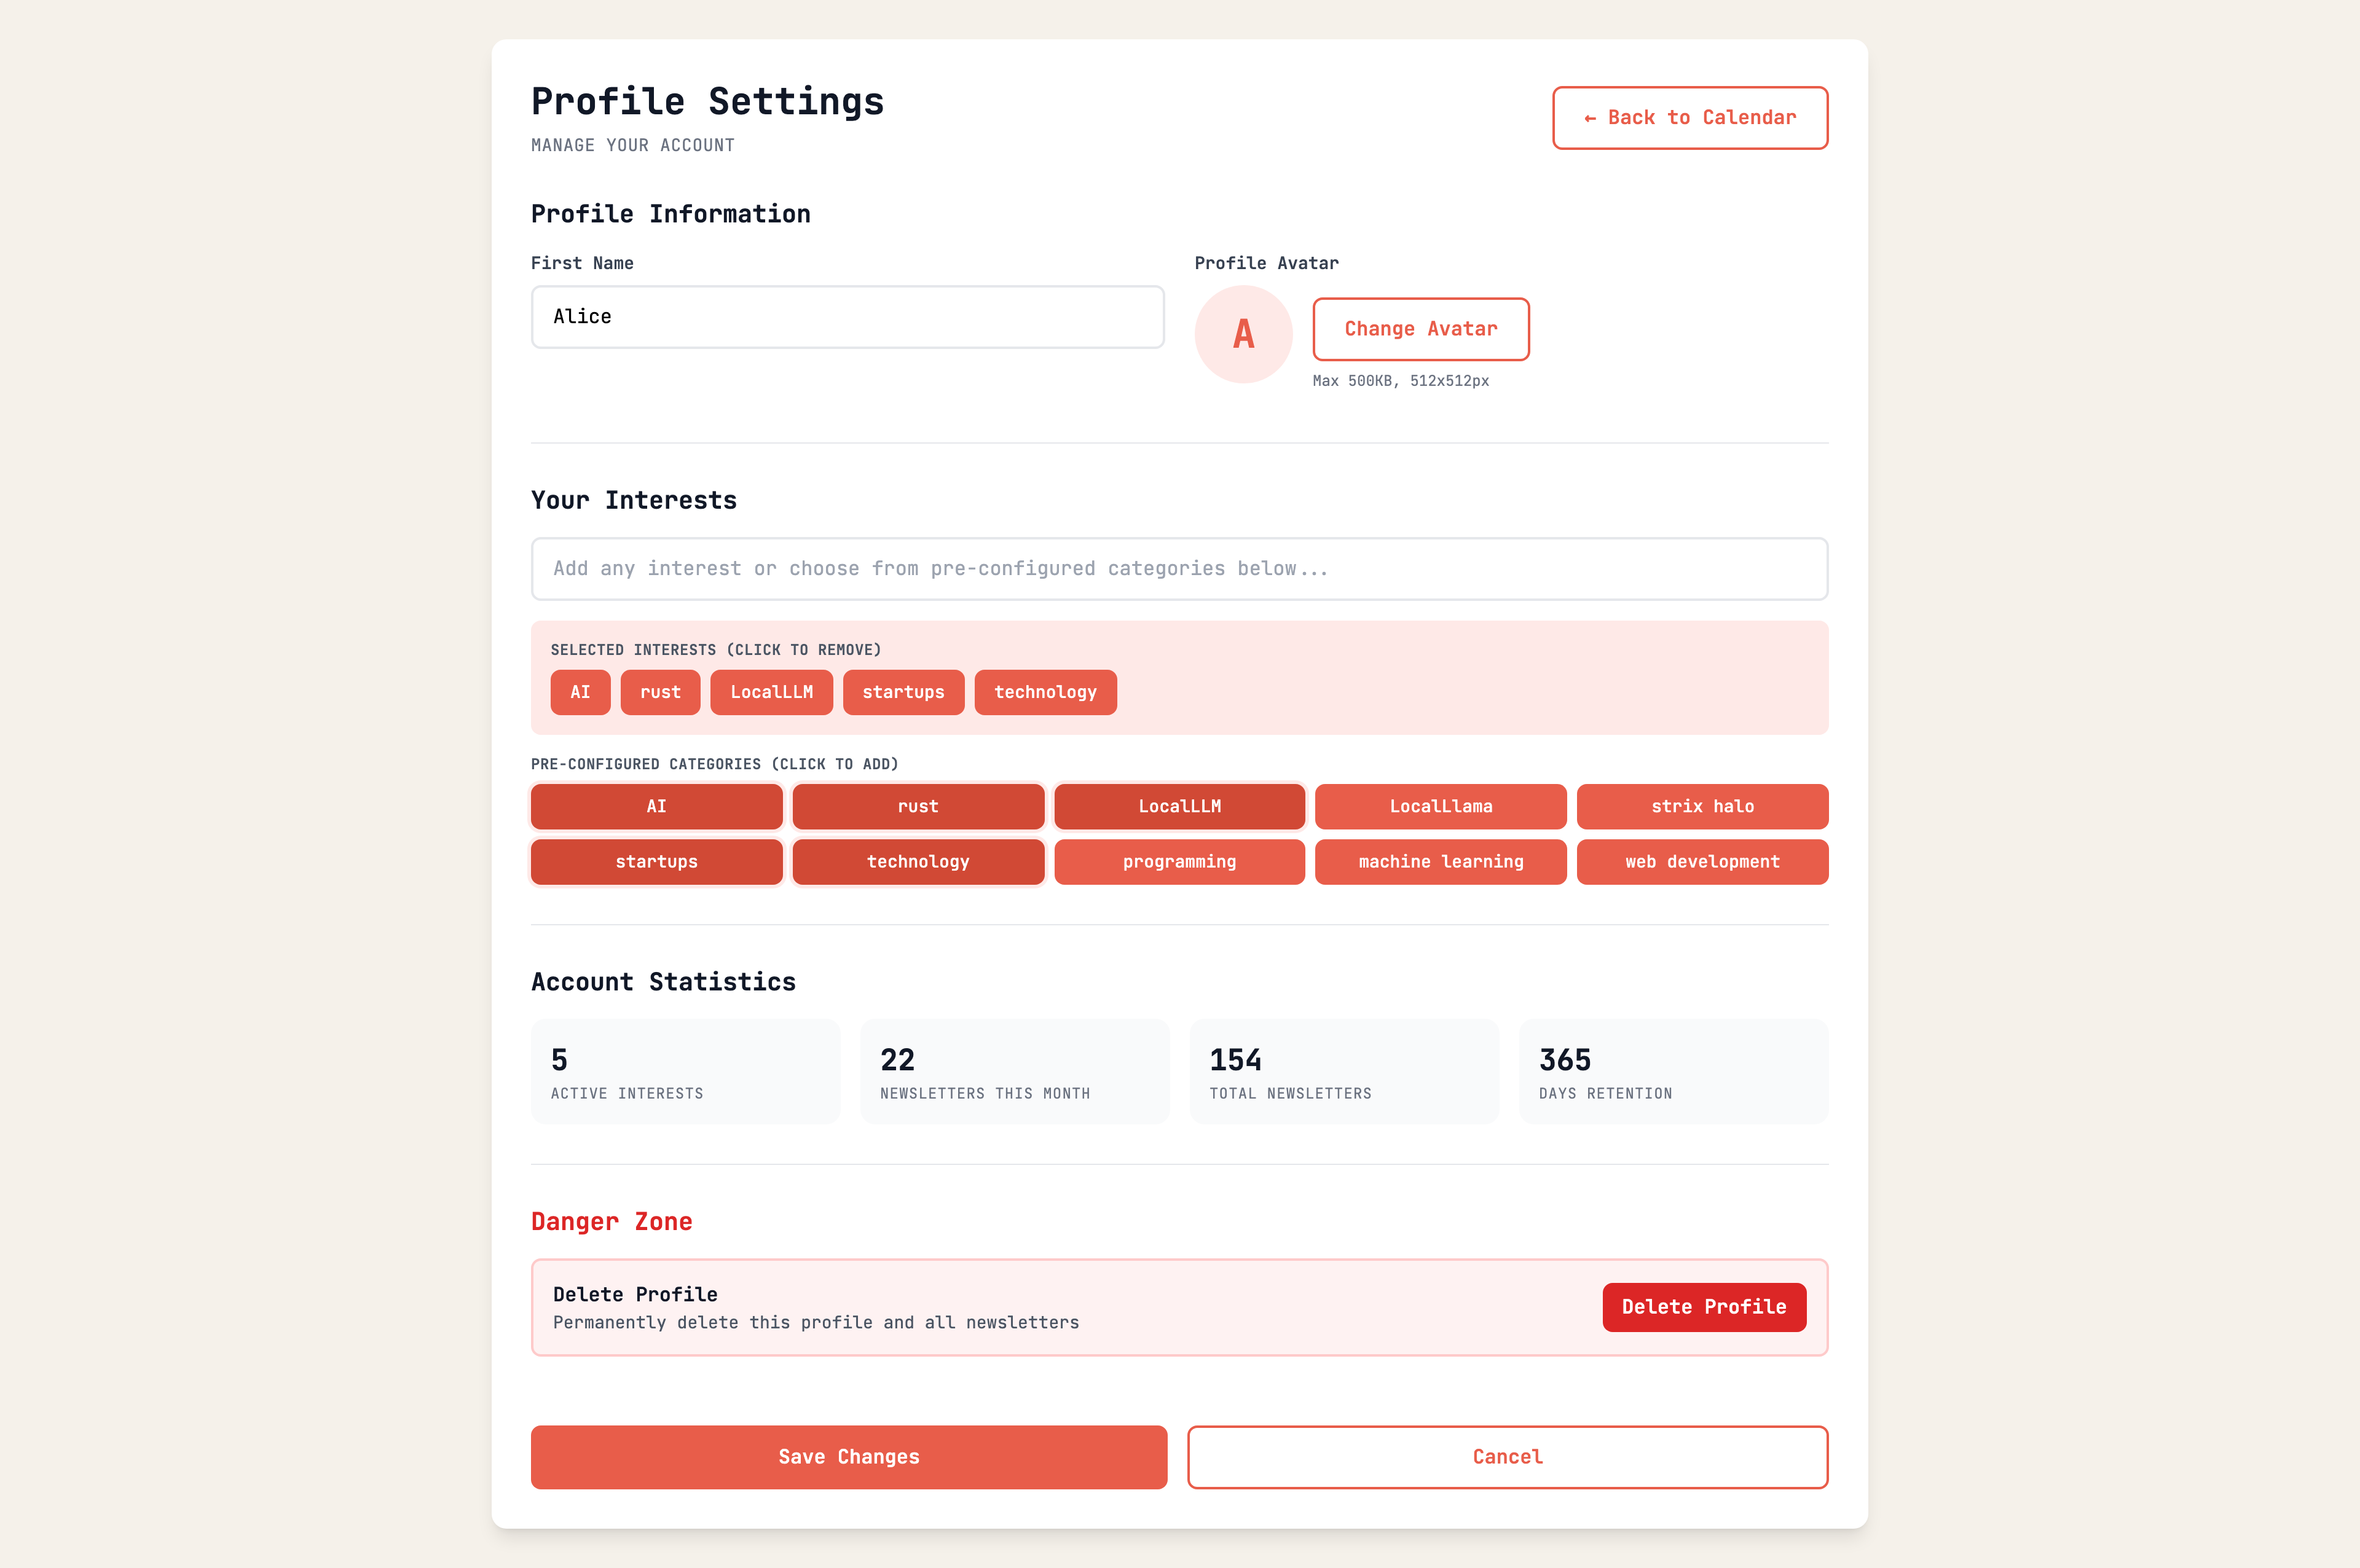 Profile Settings
MANAGE YOUR ACCOUNT
← Back to Calendar
Profile Information
First Name
Alice
Profile Avatar
A
Change Avatar
Max 500KB, 512x512px
Your Interests
Add any interest or choose from pre-configured categories below...
SELECTED INTERESTS (CLICK TO REMOVE)
AI rust LocalLLM startups technology
PRE-CONFIGURED CATEGORIES (CLICK TO ADD)
AI rust LocalLLM LocalLlama strix halo
startups technology programming machine learning web development
Account Statistics
5 22 154 365
ACTIVE INTERESTS NEWSLETTERS THIS MONTH TOTAL NEWSLETTERS DAYS RETENTION
Danger Zone
Delete Profile
Permanently delete this profile and all newsletters
Delete Profile
Save Changes Cancel